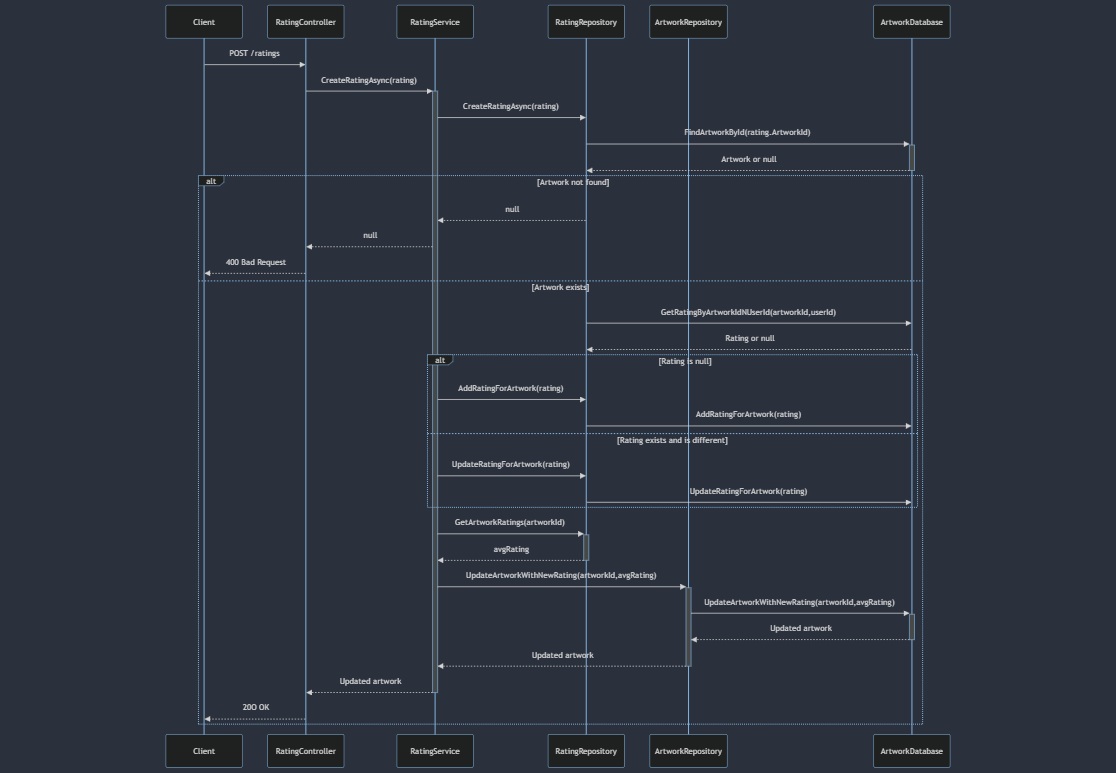 Client
RatingController
RatingService
RatingRepository
ArtworkRepository
ArtworkDatabase
POST /ratings
CreateRatingAsync(rating)
CreateRatingAsync(rating)
FindArtworkById(rating.ArtworkId)
Artwork or null
alt
[Artwork not found]
null
null
400 Bad Request
[Artwork exists]
GetRatingByArtworkIdNUserId(artworkId,userId)
Rating or null
alt
[Rating is null]
AddRatingForArtwork(rating)
AddRatingForArtwork(rating)
[Rating exists and is different]
UpdateRatingForArtwork(rating)
UpdateRatingForArtwork(rating)
GetArtworkRatings(artworkId)
avgRating
UpdateArtworkWithNewRating(artworkId,avgRating)
UpdateArtworkWithNewRating(artworkId,avgRating)
Updated artwork
Updated artwork
Updated artwork
200 OK
Client
RatingController
RatingService
RatingRepository
ArtworkRepository
ArtworkDatabase